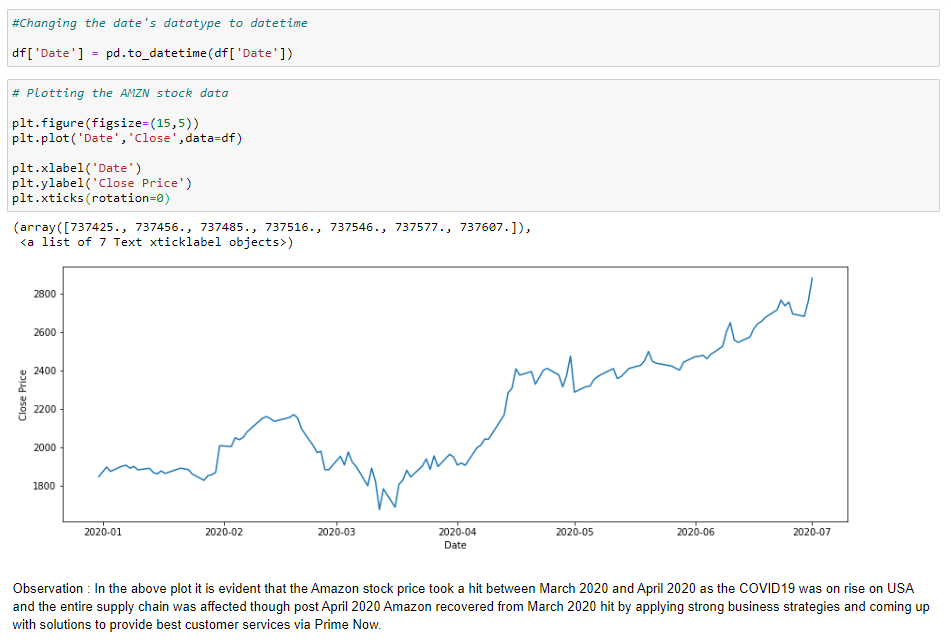 #Changing the date's datatype to datetime
df['Date'] = pd.to_datetime(df['Date'])
# Plotting the AMZN stock data
plt.figure(figsize=(15,5))
plt.plot('Date','Close',data=df)
plt.xlabel('Date')
plt.ylabel('Close Price')
plt.xticks(rotation=0)
(array([737425., 737456., 737485., 737516., 737546., 737577., 737607.]),
<a list of 7 Text xticklabel objects>)
2800
2600
2400
2200
2000
1800
Close Price
2020-01 2020-02 2020-03 2020-04 2020-05 2020-06 2020-07
Date
Observation : In the above plot it is evident that the Amazon stock price took a hit between March 2020 and April 2020 as the COVID19 was on rise on USA
and the entire supply chain was affected though post April 2020 Amazon recovered from March 2020 hit by applying strong business strategies and coming up
with solutions to provide best customer services via Prime Now.